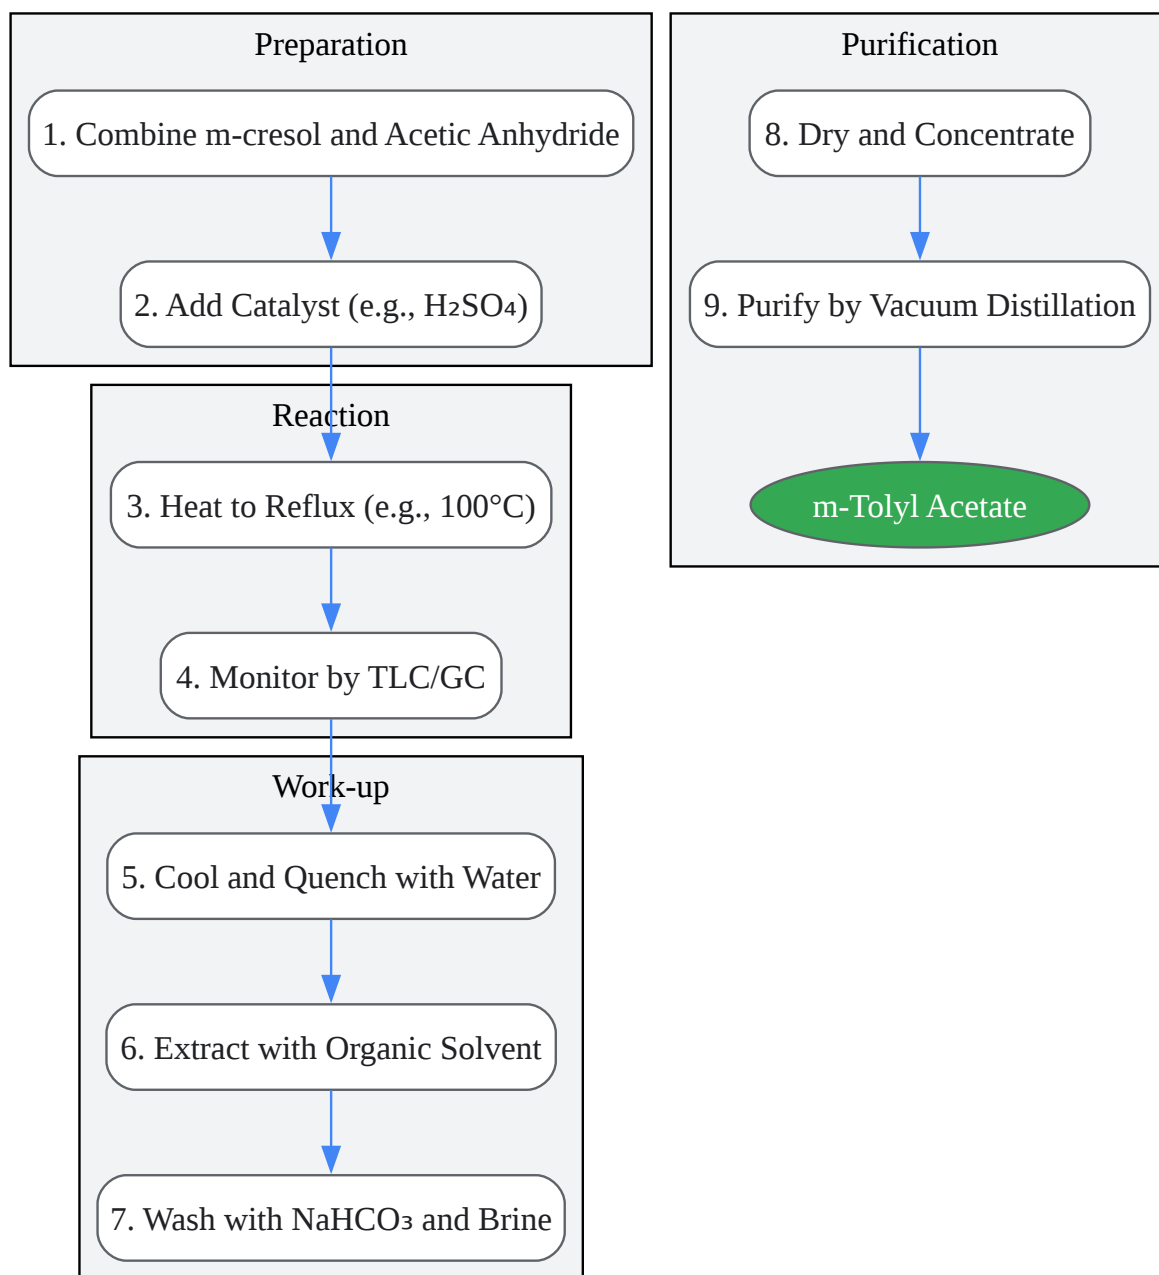 Preparation
1. Combine m-cresol and Acetic Anhydride
2. Add Catalyst (e.g., H₂SO₄)
Reaction
3. Heat to Reflux (e.g., 100°C)
4. Monitor by TLC/GC
Work-up
5. Cool and Quench with Water
6. Extract with Organic Solvent
7. Wash with NaHCO₃ and Brine
Purification
8. Dry and Concentrate
9. Purify by Vacuum Distillation
m-Tolyl Acetate